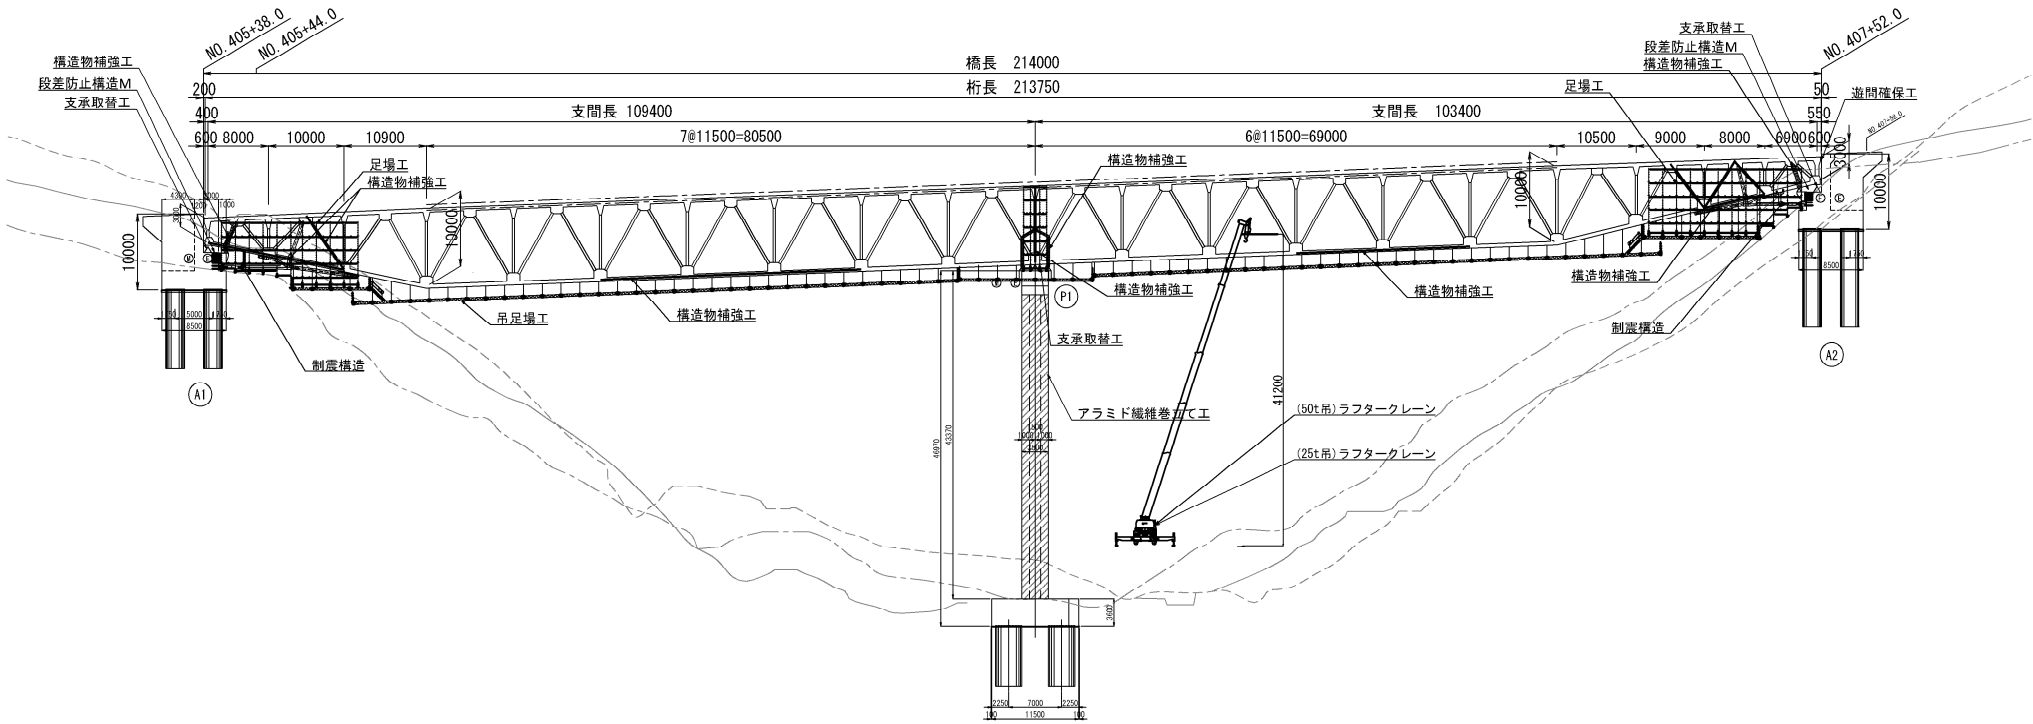 NO.405+38.0
NO.405+44.0
NO.407+52.0
橋長 214000
桁長 213750
200
50
支間長 109400
支間長 103400
400
550
600
8000
10000
10900
7@11500=80500
6@11500=69000
10500
9000
8000
6900
600
構造物補強工
段差防止構造M
支承取替工
支承取替工
段差防止構造M
構造物補強工
足場工
遊間確保工
足場工
構造物補強工
構造物補強工
10000
10000
10000
10000
3000
8500
8500
5000
P1
構造物補強工
構造物補強工
構造物補強工
構造物補強工
吊足場工
制震構造
制震構造
支承取替工
A1
A2
アラミド繊維巻立て工
(50t吊)ラフタークレーン
(25t吊)ラフタークレーン
41200
46970
43370
3600
2250
7000
2250
100
11500
100